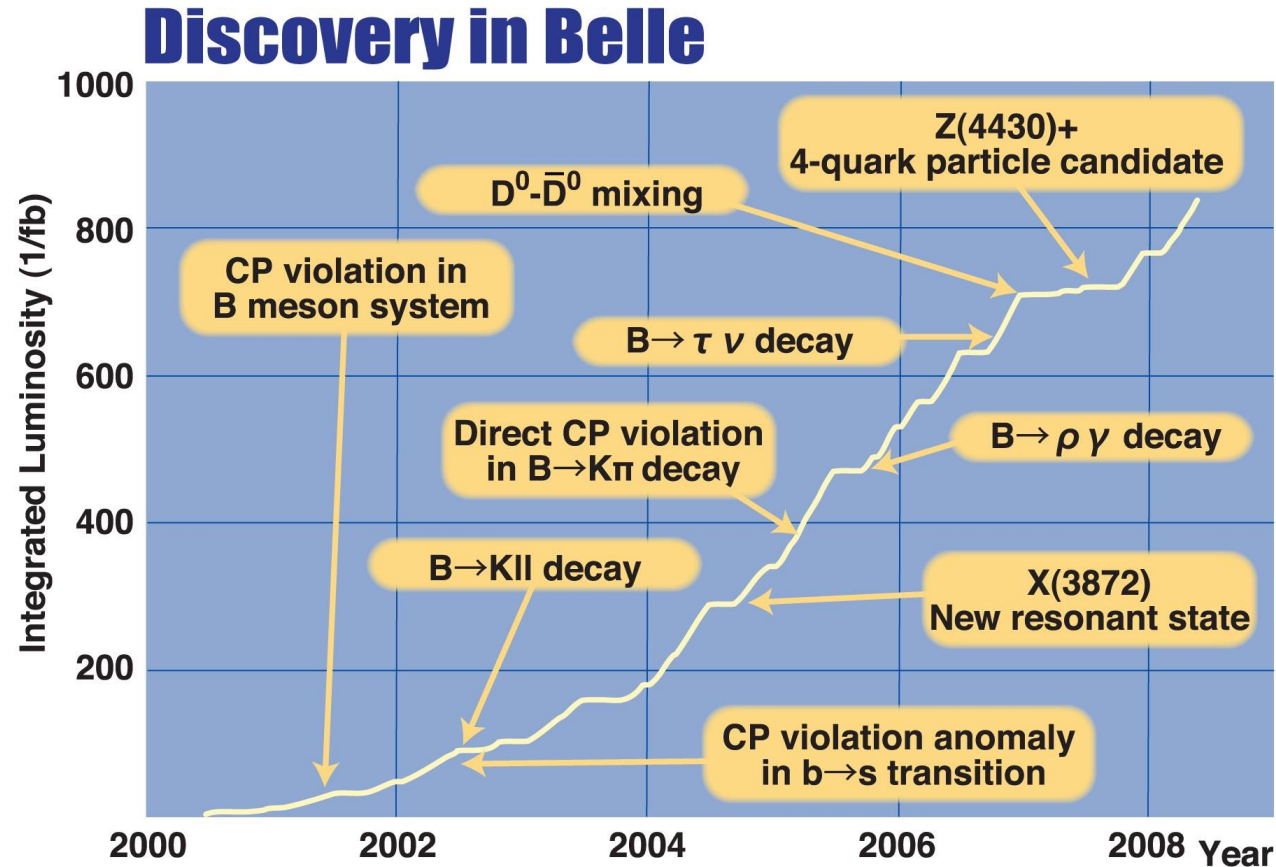 Discovery in Belle
1000
800
600
400
200
Integrated Luminosity (1/fb)
Z(4430)+
4-quark particle candidate
D⁰-D̄⁰ mixing
CP violation in
B meson system
B→τ ν decay
Direct CP violation
in B→Kπ decay
B→ρ γ decay
B→Kll decay
X(3872)
New resonant state
CP violation anomaly
in b→s transition
2000 2002 2004 2006 2008 Year